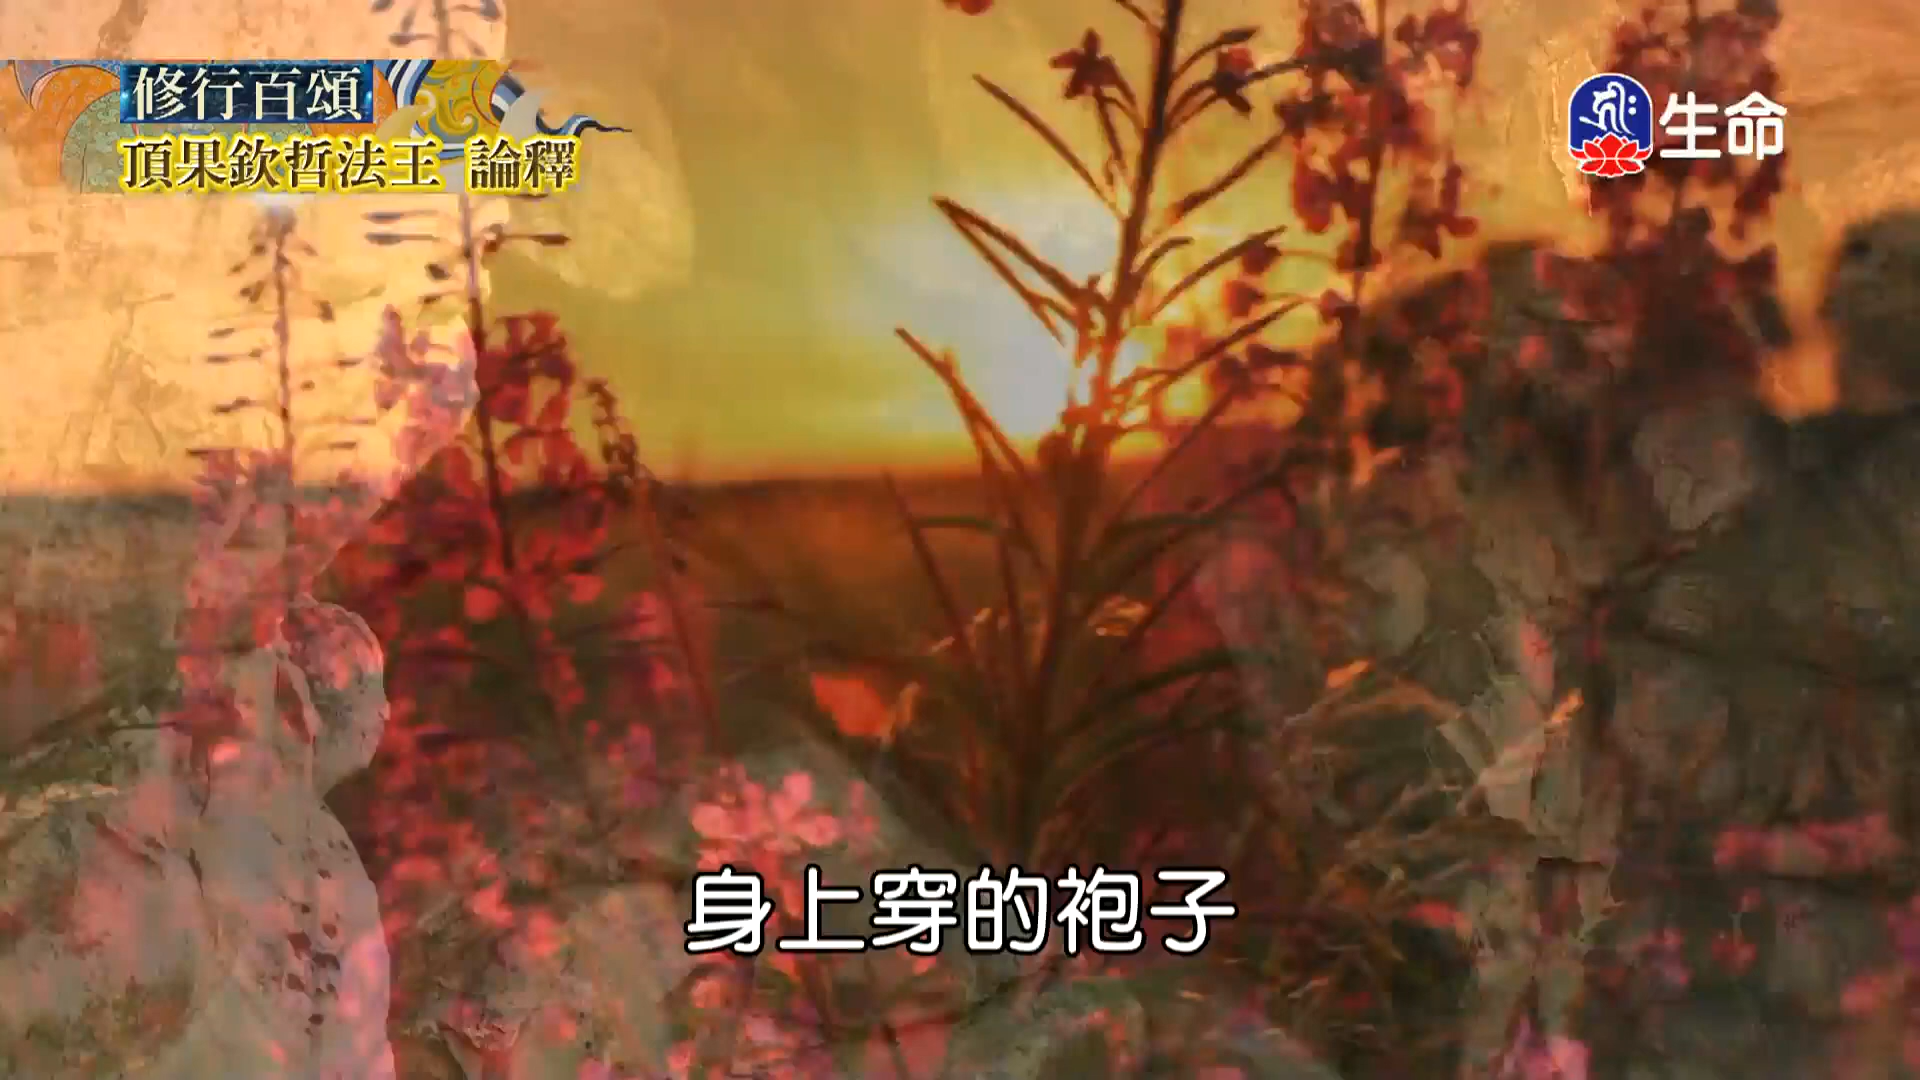 修行百頌
頂果欽哲法王 論釋
生命
身上穿的袍子